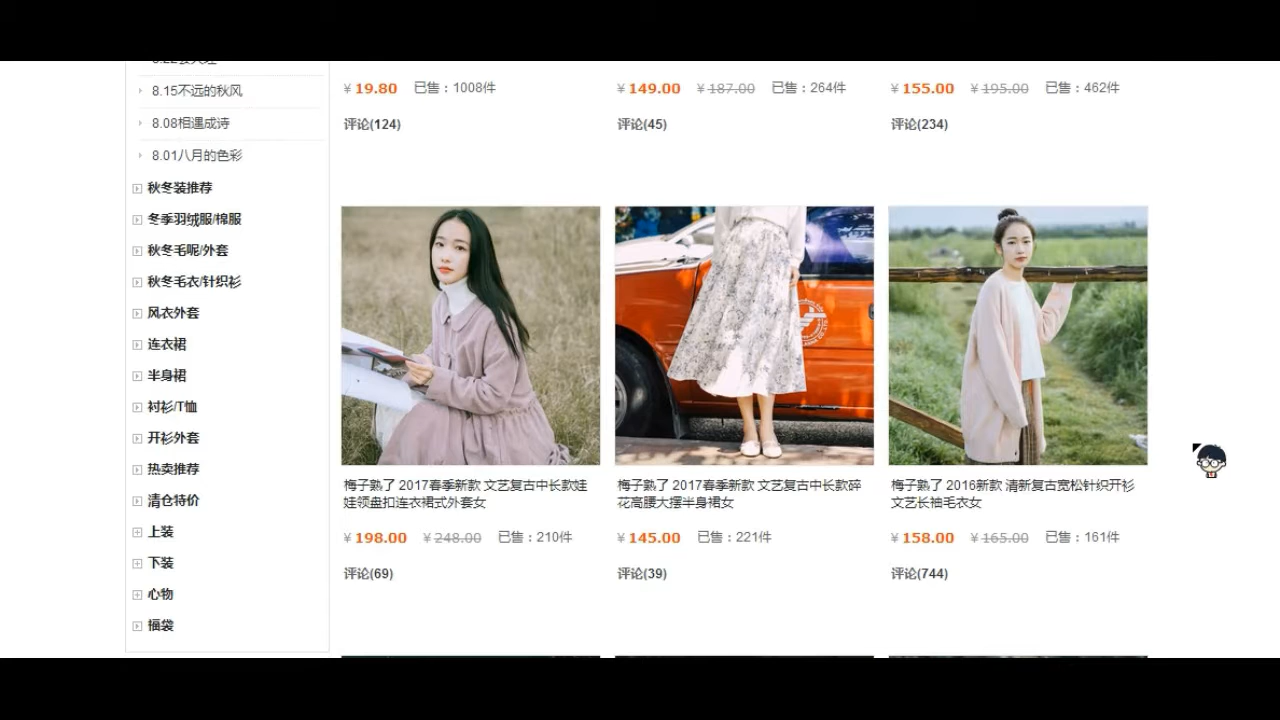 8.15不远的秋风
8.08相遇成诗
8.01八月的色彩
秋冬装推荐
冬季羽绒服/棉服
秋冬毛呢/外套
秋冬毛衣/针织衫
风衣外套
连衣裙
半身裙
衬衫/T恤
开衫外套
热卖推荐
清仓特价
上装
下装
心物
福袋
¥ 19.80 已售：1008件
评论(124)
¥ 149.00 ¥ 187.00 已售：264件
评论(45)
¥ 155.00 ¥ 195.00 已售：462件
评论(234)
梅子熟了 2017春季新款 文艺复古中长款娃
娃领盘扣连衣裙式外套女
¥ 198.00 ¥ 248.00 已售：210件
评论(69)
梅子熟了 2017春季新款 文艺复古中长款碎
花高腰大摆半身裙女
¥ 145.00 已售：221件
评论(39)
梅子熟了 2016新款 清新复古宽松针织开衫
文艺长袖毛衣女
¥ 158.00 ¥ 165.00 已售：161件
评论(744)